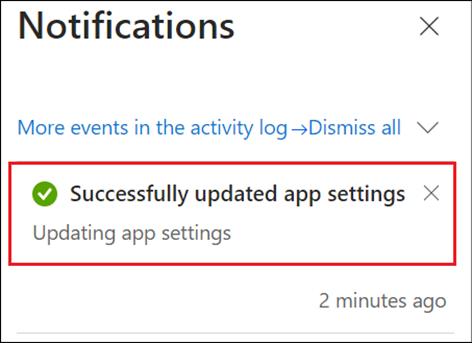 Notifications
More events in the activity log→Dismiss all
Successfully updated app settings
Updating app settings
2 minutes ago